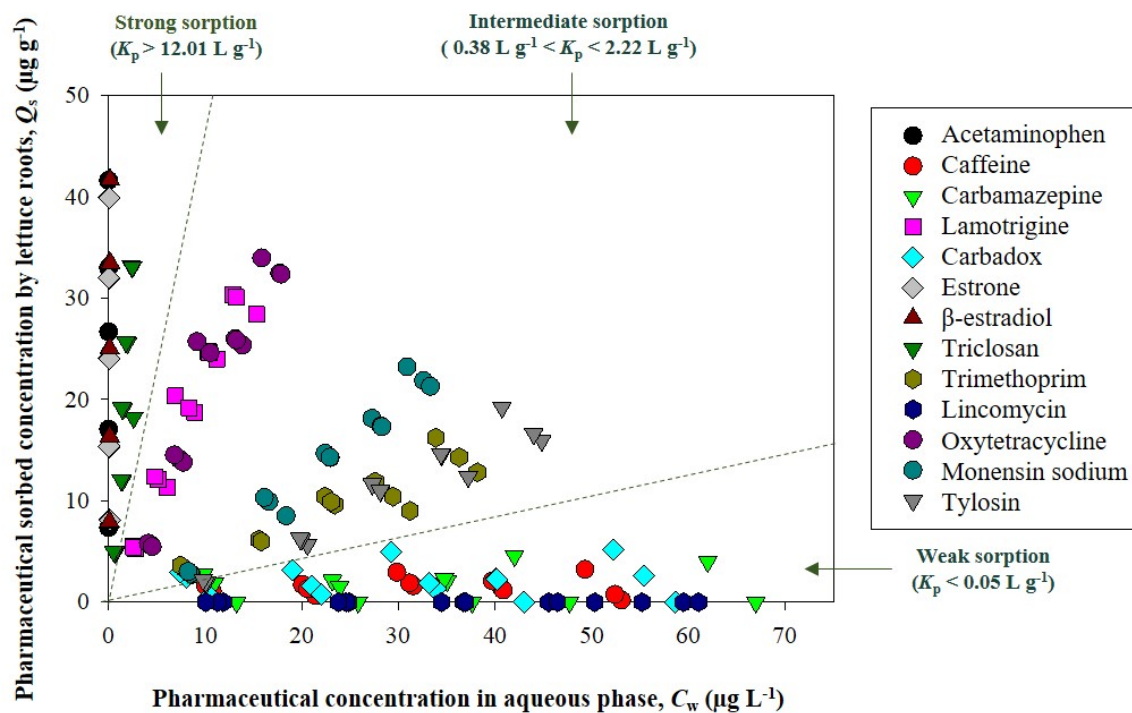 Strong sorption
(Kp > 12.01 L g-1)
Intermediate sorption
( 0.38 L g-1 < Kp < 2.22 L g-1)
Pharmaceutical sorbed concentration by lettuce roots, Qs (µg g-1)
50
40
30
20
10
0
0
10
20
30
40
50
60
70
Pharmaceutical concentration in aqueous phase, Cw (µg L-1)
Acetaminophen
Caffeine
Carbamazepine
Lamotrigine
Carbadox
Estrone
β-estradiol
Triclosan
Trimethoprim
Lincomycin
Oxytetracycline
Monensin sodium
Tylosin
Weak sorption
(Kp < 0.05 L g-1)